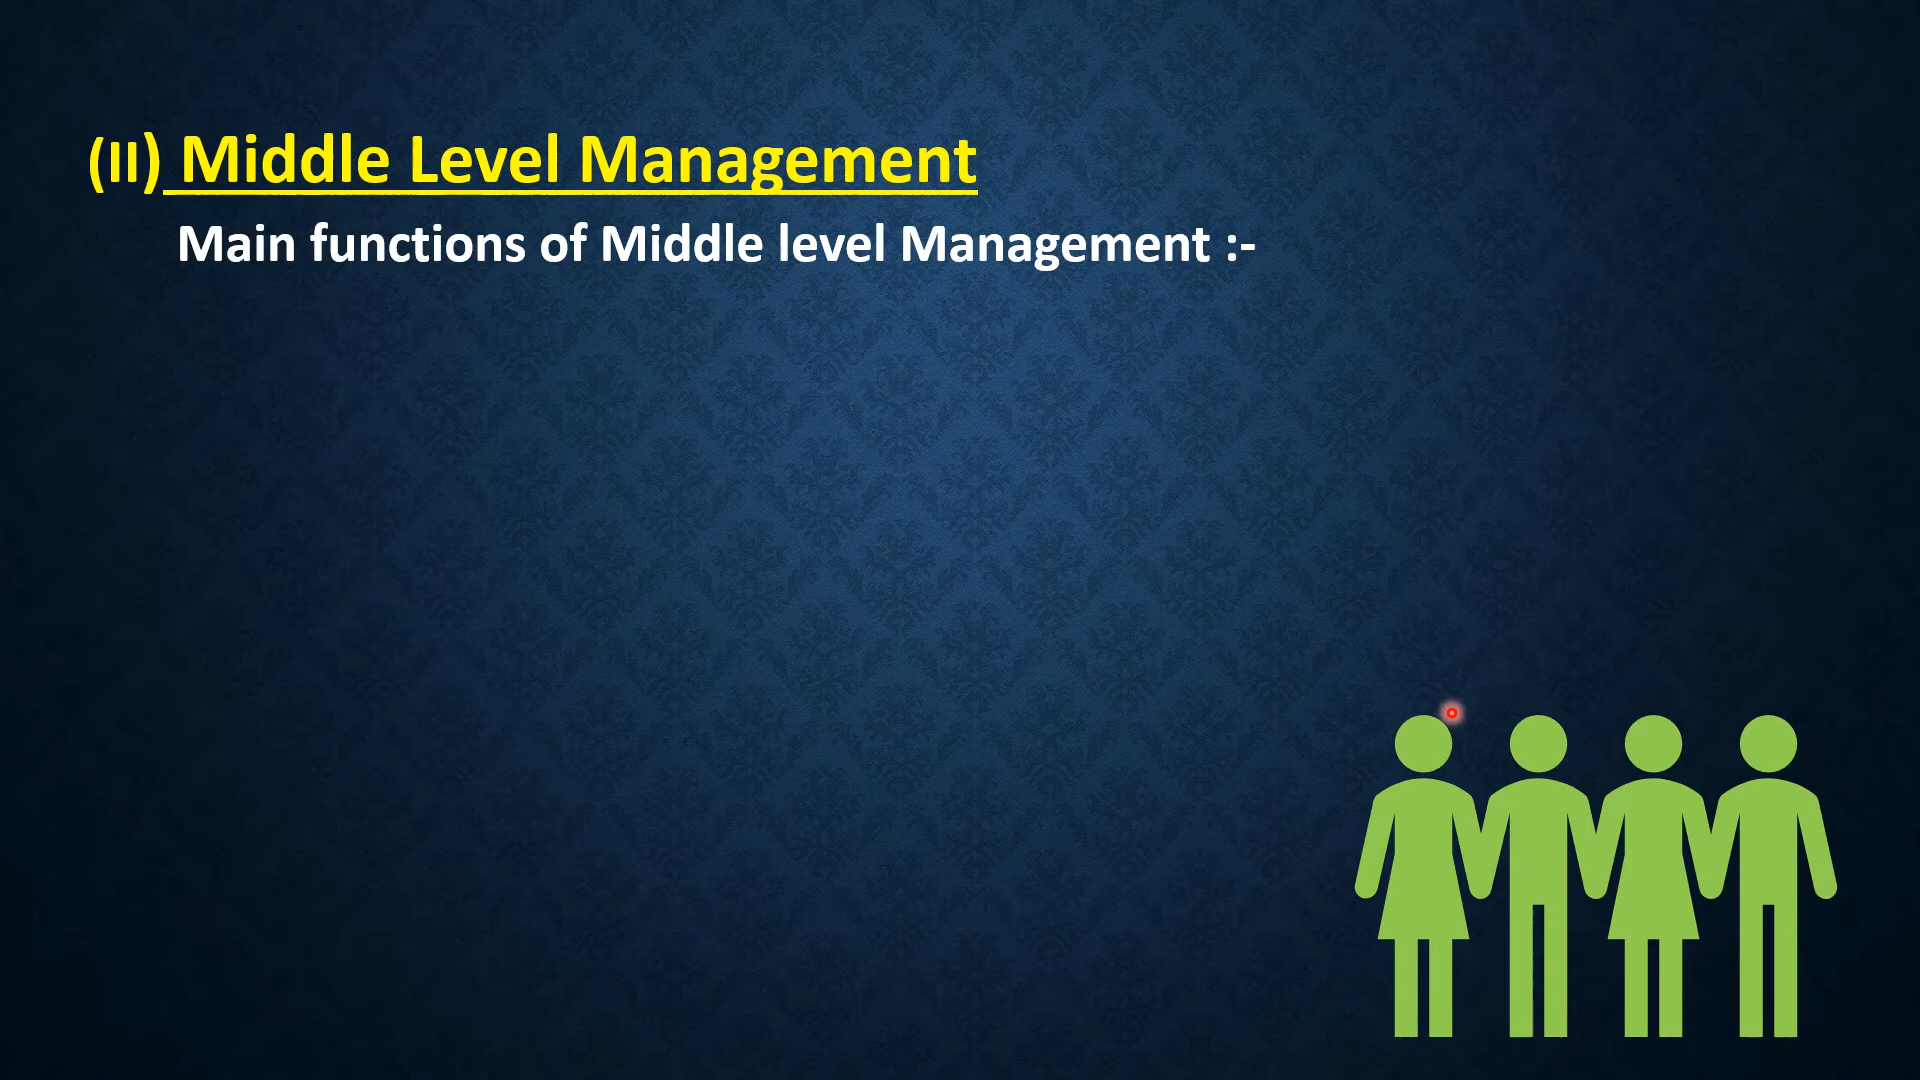 (II) Middle Level Management
Main functions of Middle level Management :-